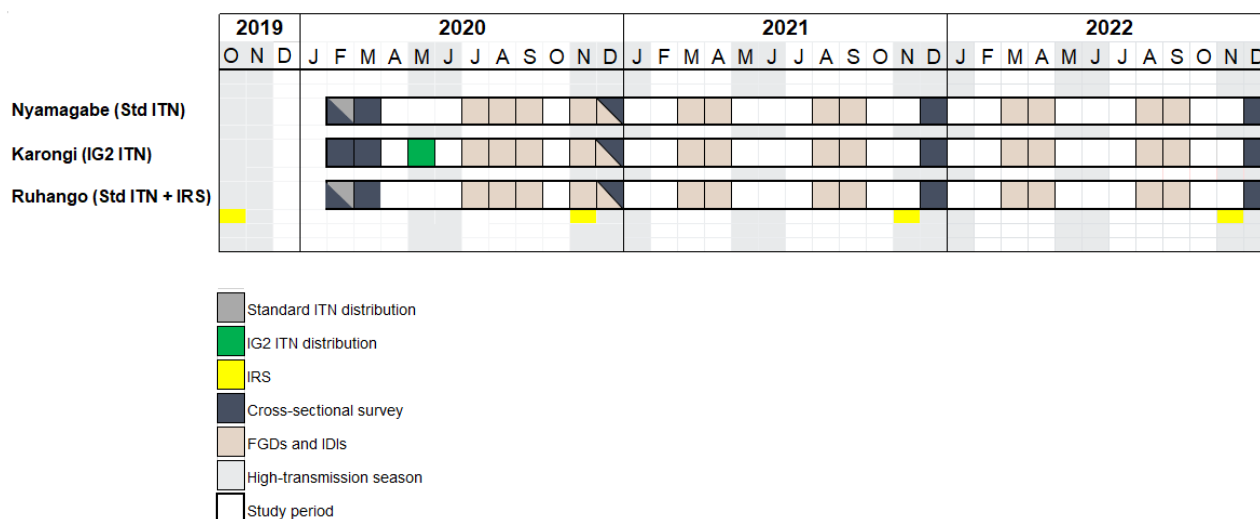 2019 2020 2021 2022
O N D J F M A M J J A S O N D J F M A M J J A S O N D J F M A M J J A S O N D
Nyamagabe (Std ITN)
Karongi (IG2 ITN)
Ruhango (Std ITN + IRS)
Standard ITN distribution
IG2 ITN distribution
IRS
Cross-sectional survey
FGDs and IDIs
High-transmission season
Study period